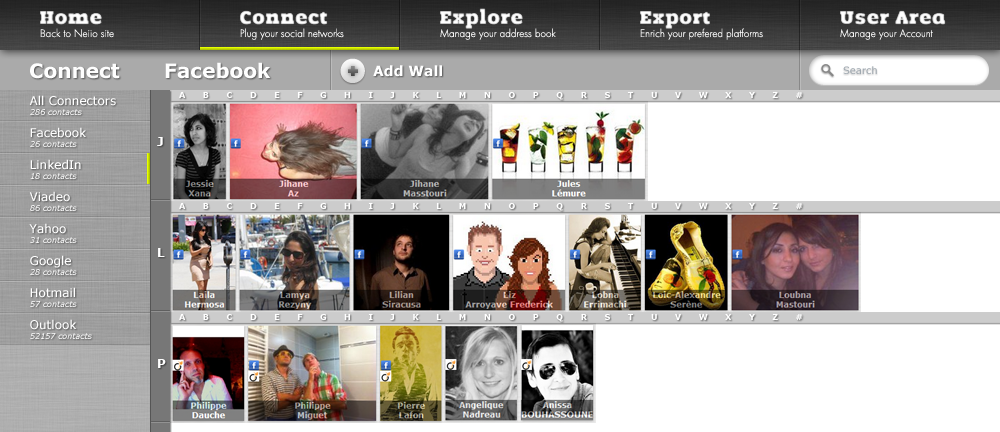 Home
Back to Neiio site
Connect
Plug your social networks
Explore
Manage your address book
Export
Enrich your prefered platforms
User Area
Manage your Account
Connect
Facebook
Add Wall
Search
All Connectors
286 contacts
Facebook
26 contacts
LinkedIn
18 contacts
Viadeo
86 contacts
Yahoo
31 contacts
Google
28 contacts
Hotmail
57 contacts
Outlook
52157 contacts
A B C D E F G H I J K L M N O P Q R S T U V W X Y Z #
J
Jessie
Xana
Jihane
Az
Jihane
Masstouri
Jules
Lémure
A B C D E F G H I J K L M N O P Q R S T U V W X Y Z #
L
Laila
Hermosa
Lamya
Rezyny
Lilian
Siracusa
Liz
Arroyave Frederick
Lobna
Errimachi
Loic-Alexandre
Serène
Loubna
Mastouri
A B C D E F G H I J K L M N O P Q R S T U V W X Y Z #
P
Philippe
Dauche
Philippe
Miguet
Pierre
Lafon
Angelique
Nadreau
Anissa
BOUHASSOUNE